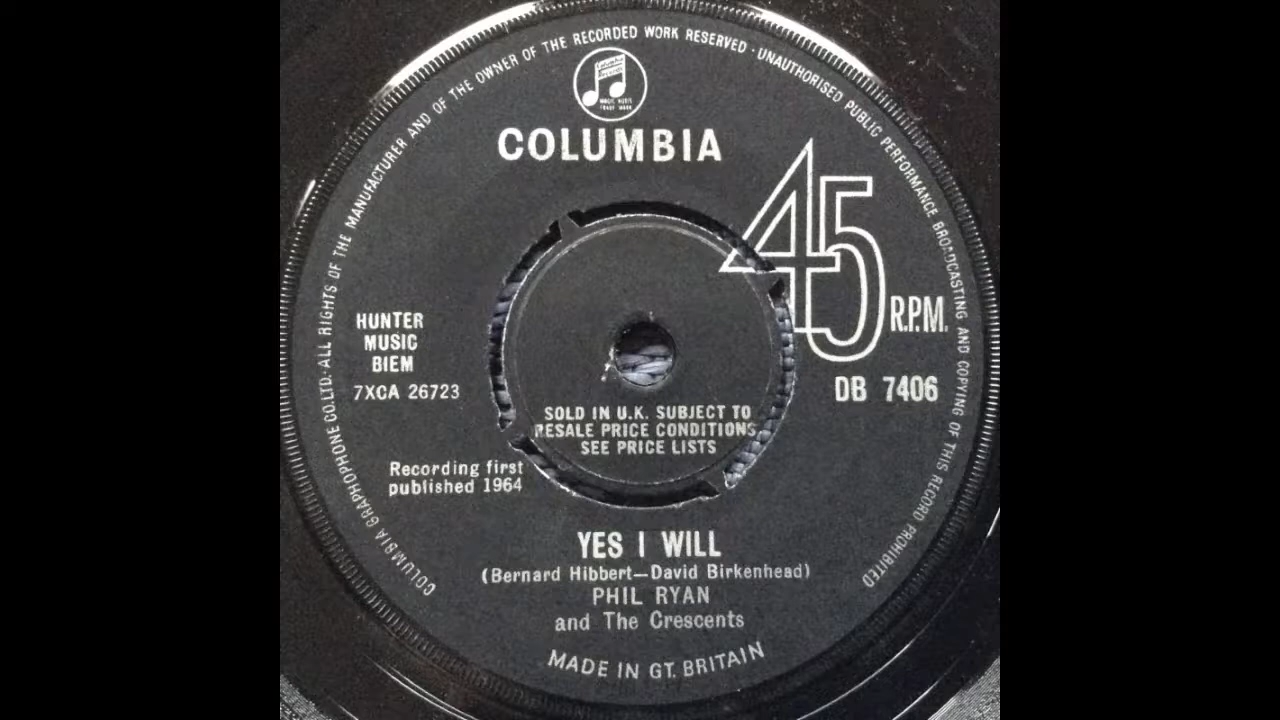 COLUMBIA GRAPHOPHONE CO. LTD. ALL RIGHTS OF THE MANUFACTURER AND OF THE OWNER OF THE RECORDED WORK RESERVED · UNAUTHORISED PUBLIC PERFORMANCE BROADCASTING AND COPYING OF THIS RECORD PROHIBITED
COLUMBIA
45
R.P.M.
DB 7406
HUNTER
MUSIC
BIEM
7XCA 26723
SOLD IN U.K. SUBJECT TO
RESALE PRICE CONDITIONS
SEE PRICE LISTS
Recording first
published 1964
YES I WILL
(Bernard Hibbert—David Birkenhead)
PHIL RYAN
and The Crescents
MADE IN GT. BRITAIN